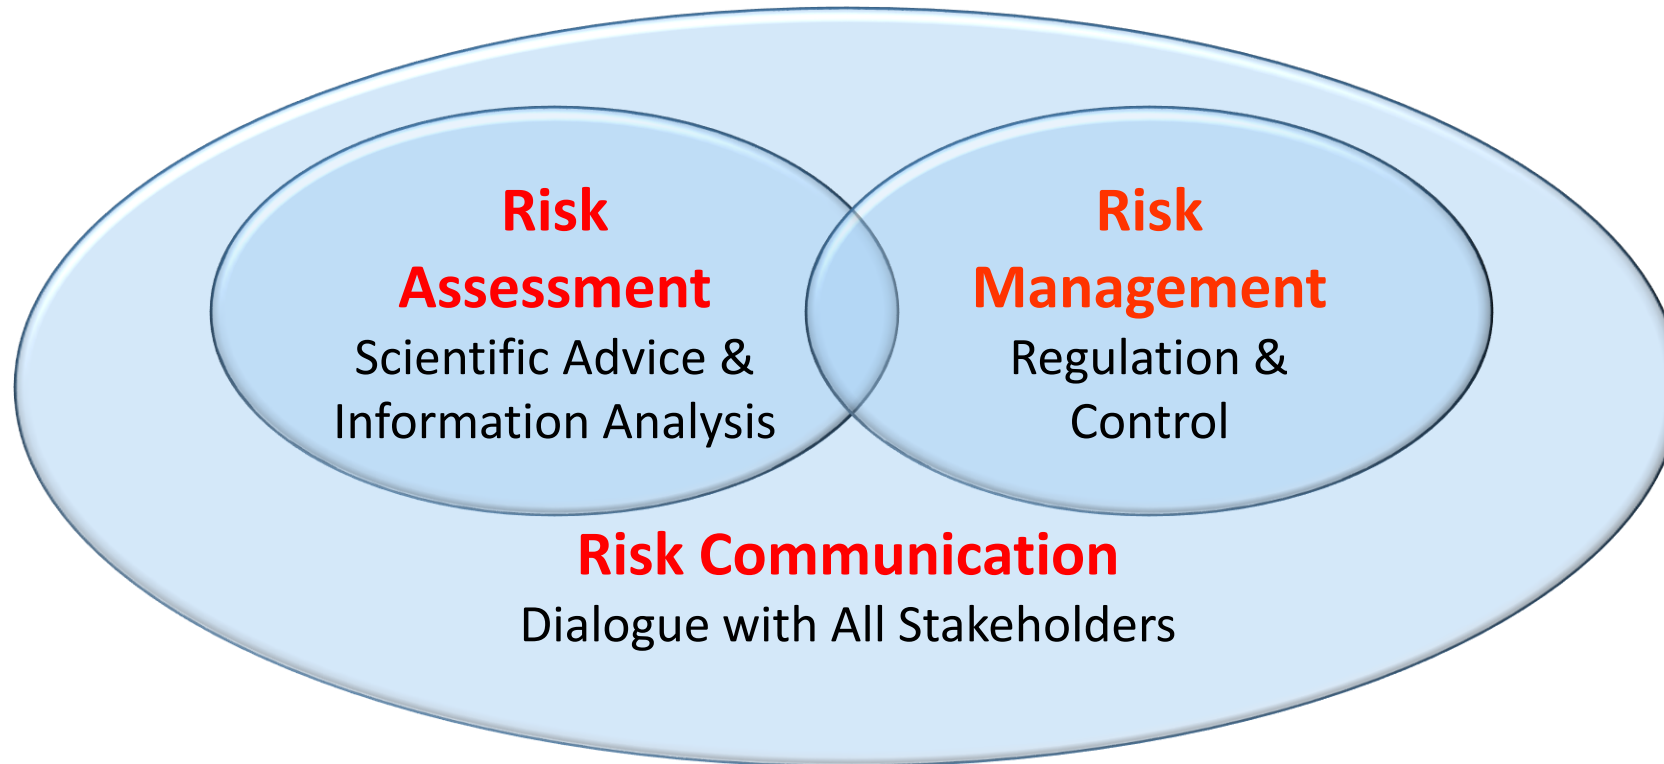 Risk
Assessment
Scientific Advice &
Information Analysis
Risk
Management
Regulation &
Control
Risk Communication
Dialogue with All Stakeholders